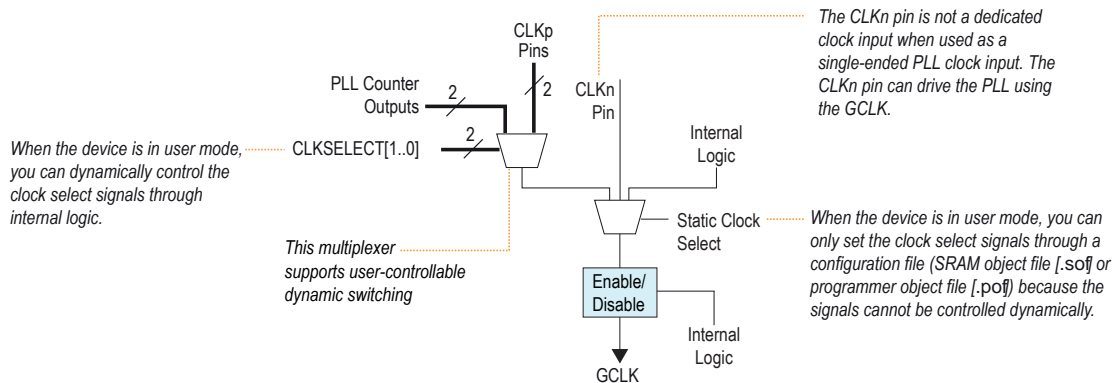 CLKp
Pins
2
PLL Counter
Outputs
2
CLKn
Pin
The CLKn pin is not a dedicated
clock input when used as a
single-ended PLL clock input. The
CLKn pin can drive the PLL using
the GCLK.
When the device is in user mode,
you can dynamically control the
clock select signals through
internal logic.
CLKSELECT[1..0]
2
Internal
Logic
This multiplexer
supports user-controllable
dynamic switching
Static Clock
Select
When the device is in user mode, you can
only set the clock select signals through a
configuration file (SRAM object file [.sof] or
programmer object file [.pof]) because the
signals cannot be controlled dynamically.
Enable/
Disable
Internal
Logic
GCLK